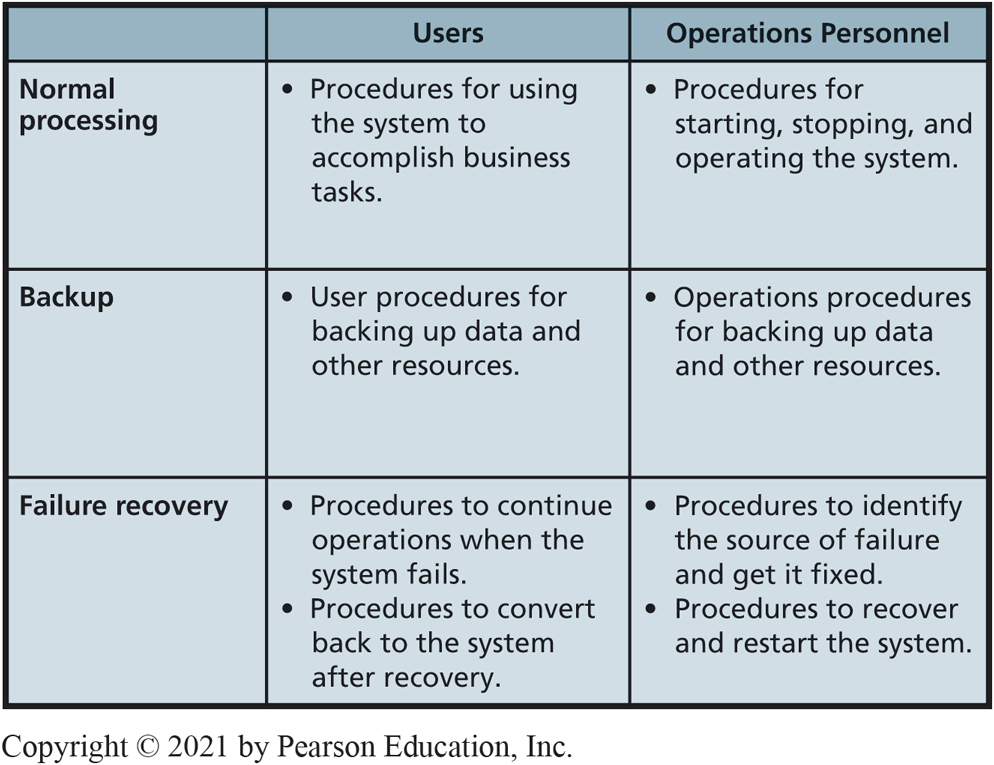 Users
Operations Personnel
Normal
processing
• Procedures for using
the system to
accomplish business
tasks.
• Procedures for
starting, stopping, and
operating the system.
Backup
• User procedures for
backing up data and
other resources.
• Operations procedures
for backing up data
and other resources.
Failure recovery
• Procedures to continue
operations when the
system fails.
• Procedures to convert
back to the system
after recovery.
• Procedures to identify
the source of failure
and get it fixed.
• Procedures to recover
and restart the system.
Copyright © 2021 by Pearson Education, Inc.